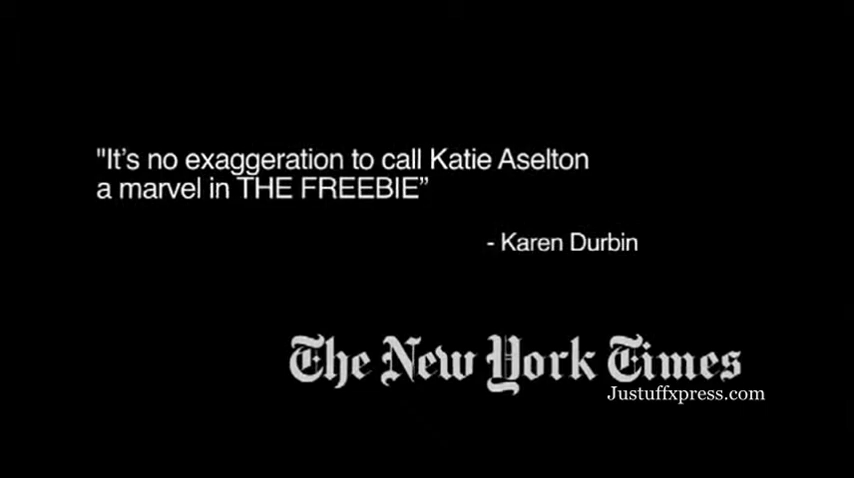 "It's no exaggeration to call Katie Aselton
a marvel in THE FREEBIE”
- Karen Durbin
The New York Times
Justuffxpress.com